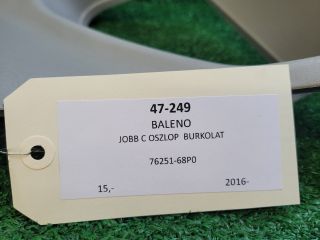 47-249
BALENO
JOBB C OSZLOP BURKOLAT
76251-68P0
15,- 2016-